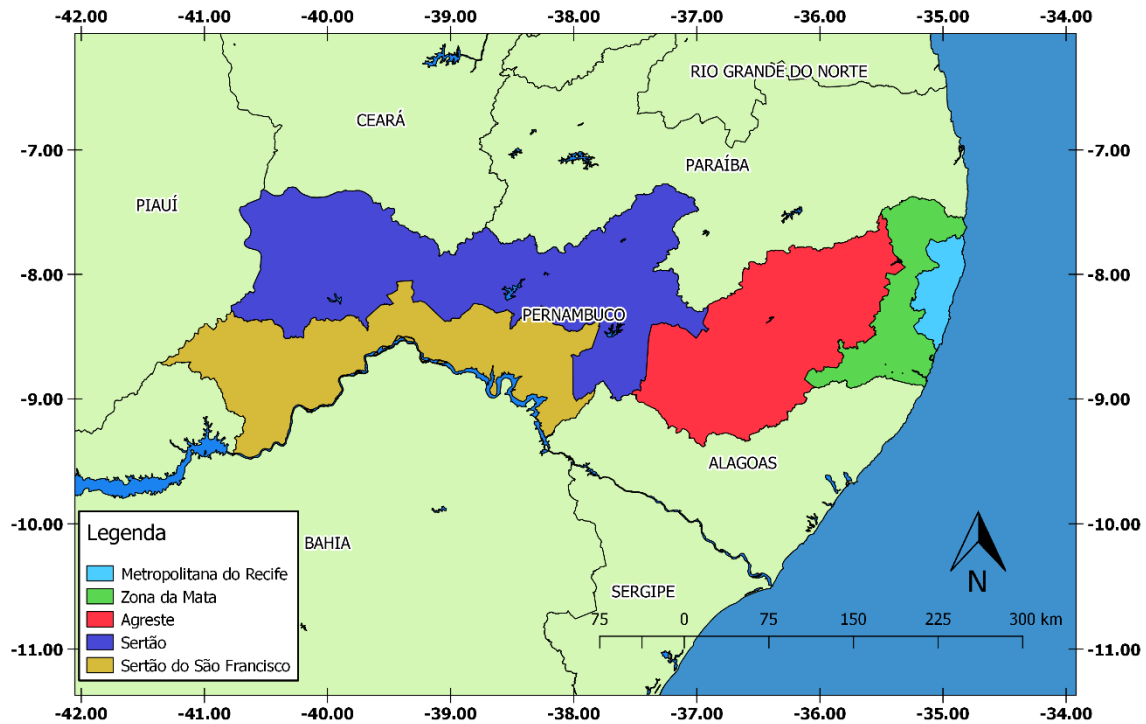 -42.00 -41.00 -40.00 -39.00 -38.00 -37.00 -36.00 -35.00 -34.00
RIO GRANDE DO NORTE
CEARÁ
-7.00 -7.00
PARAÍBA
PIAUÍ
-8.00 -8.00
PERNAMBUCO
-9.00 -9.00
ALAGOAS
-10.00 -10.00
BAHIA
SERGIPE
N
75 0 75 150 225 300 km
-11.00 -11.00
Legenda
Metropolitana do Recife
Zona da Mata
Agreste
Sertão
Sertão do São Francisco
-42.00 -41.00 -40.00 -39.00 -38.00 -37.00 -36.00 -35.00 -34.00